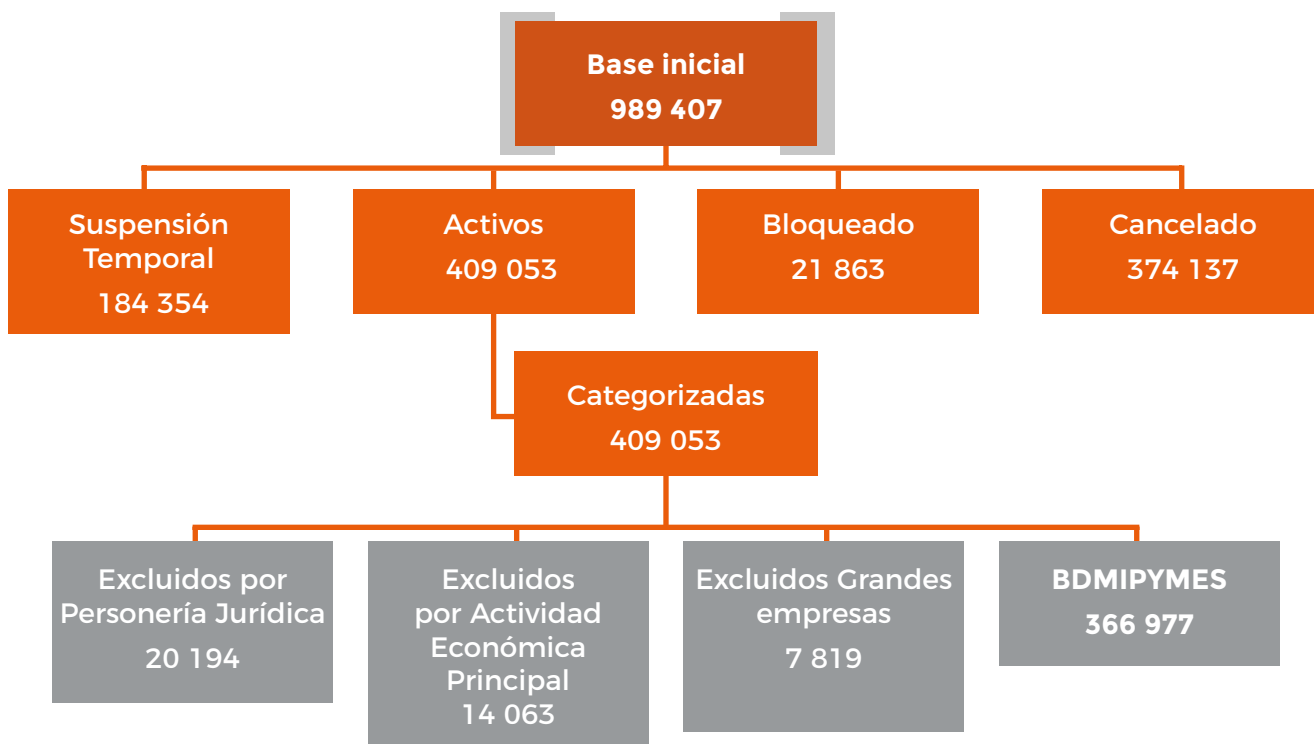 Base inicial
989 407
Suspensión
Temporal
184 354
Activos
409 053
Bloqueado
21 863
Cancelado
374 137
Categorizadas
409 053
Excluidos por
Personería Jurídica
20 194
Excluidos
por Actividad
Económica
Principal
14 063
Excluidos Grandes
empresas
7 819
BDMIPYMES
366 977